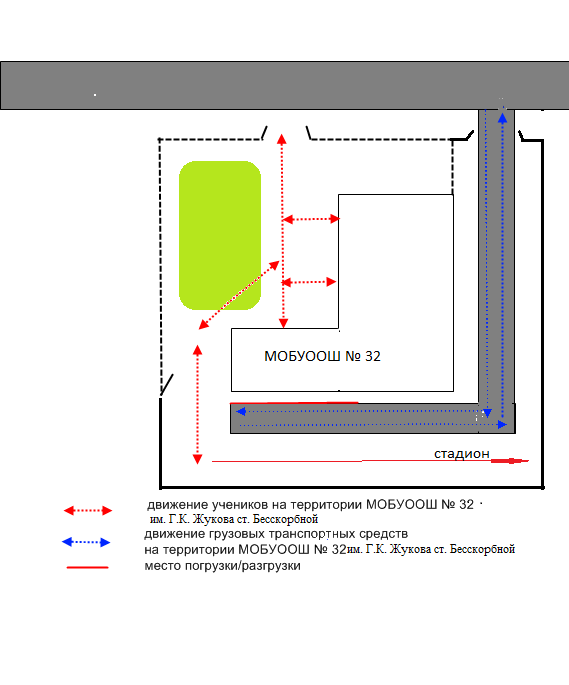 МОБУООШ № 32
стадион
движение учеников на территории МОБУООШ № 32
им. Г.К. Жукова ст. Бесскорбной
движение грузовых транспортных средств
на территории МОБУООШ № 32им. Г.К. Жукова ст. Бесскорбной
место погрузки/разгрузки